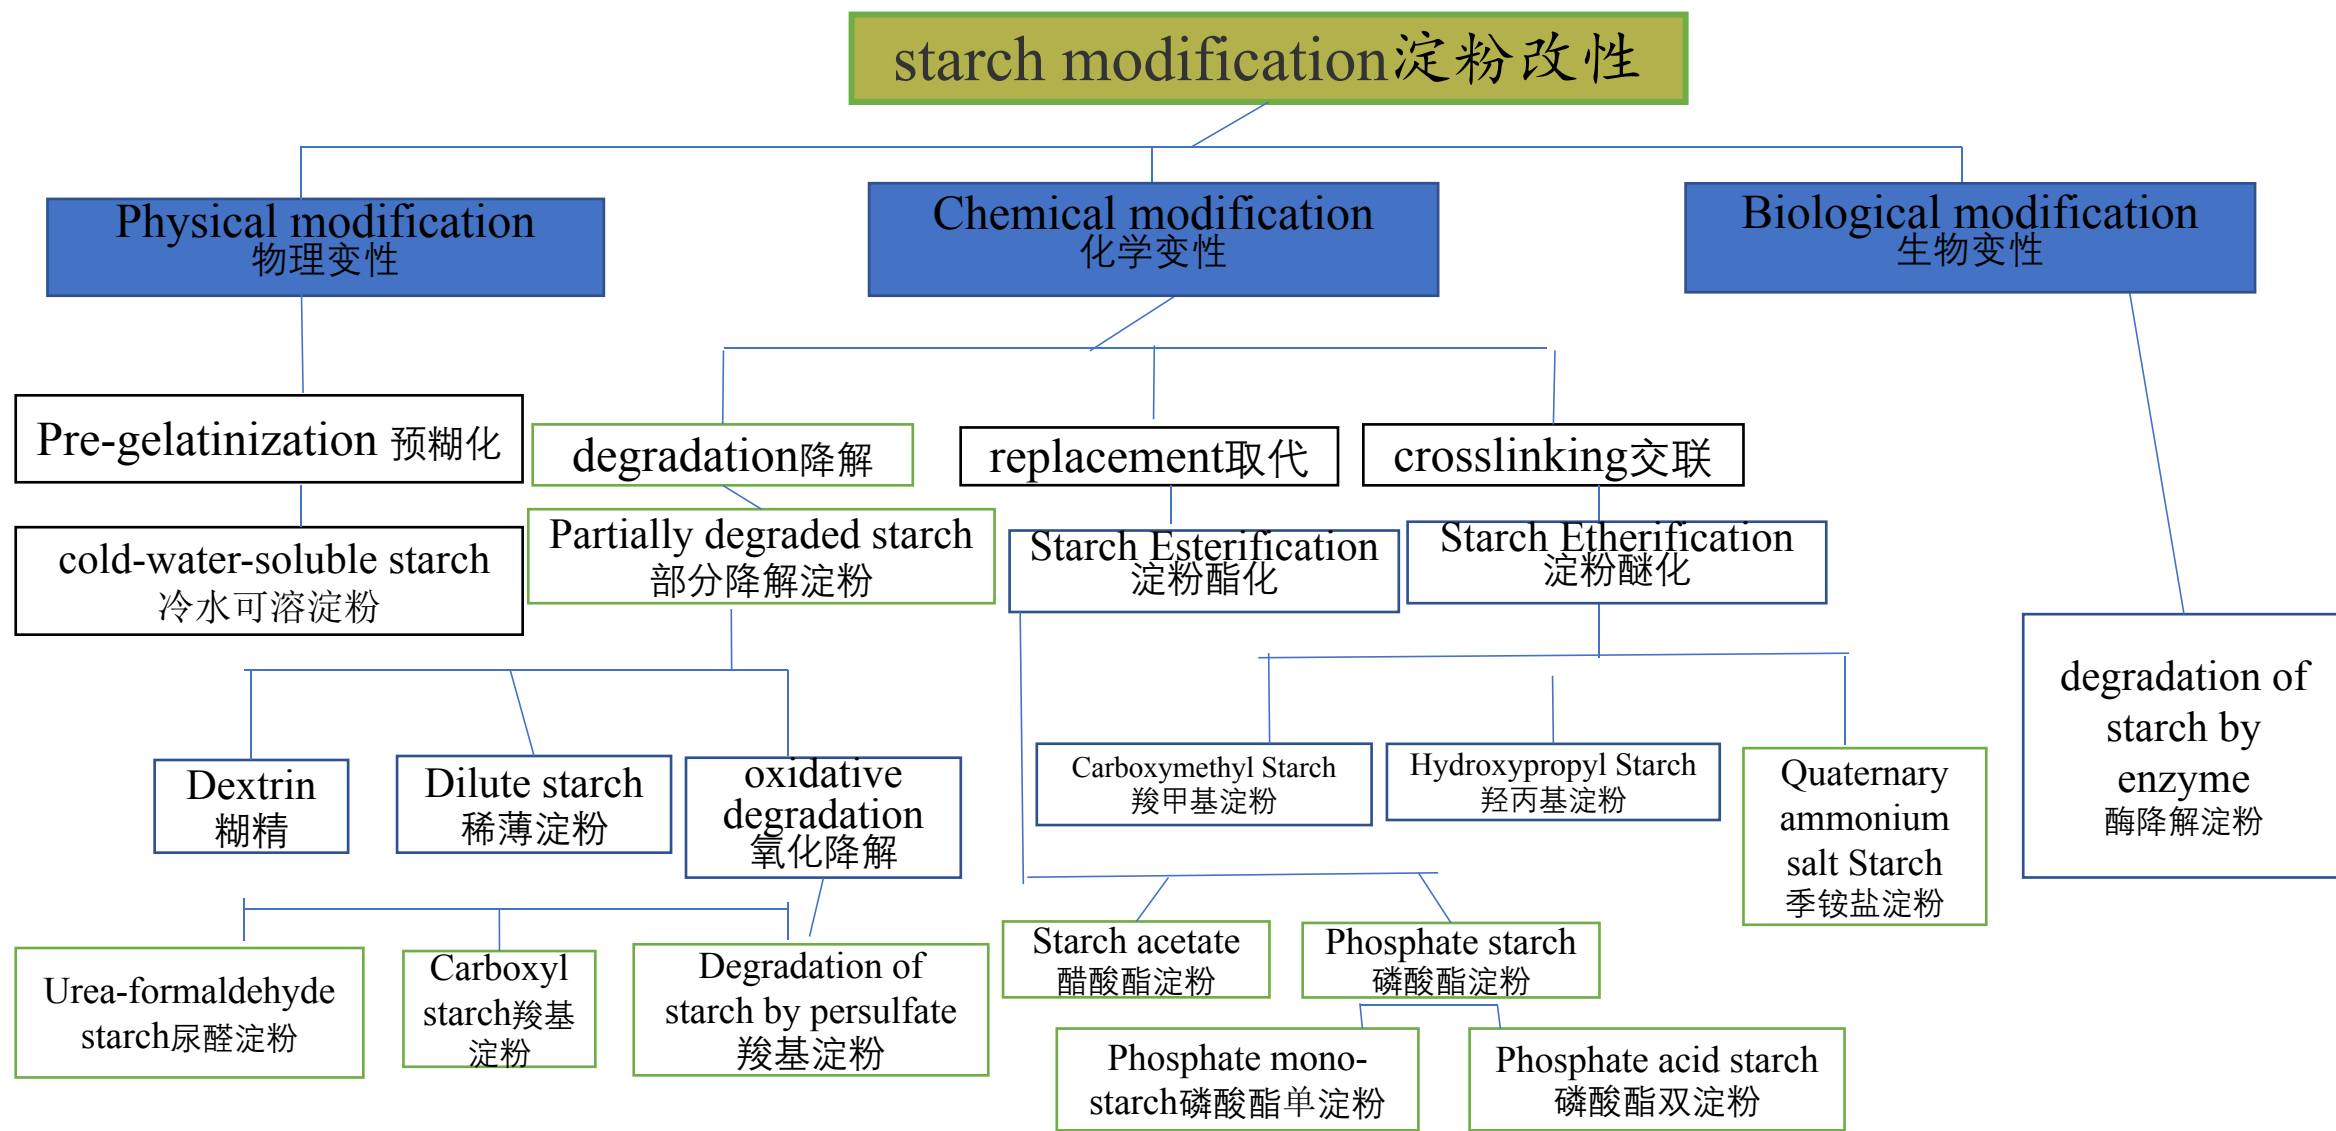 starch modification淀粉改性
Physical modification
物理变性
Chemical modification
化学变性
Biological modification
生物变性
Pre-gelatinization 预糊化
degradation降解
replacement取代
crosslinking交联
cold-water-soluble starch
冷水可溶淀粉
Partially degraded starch
部分降解淀粉
Starch Esterification
淀粉酯化
Starch Etherification
淀粉醚化
degradation of
starch by
enzyme
酶降解淀粉
Dextrin
糊精
Dilute starch
稀薄淀粉
oxidative
degradation
氧化降解
Carboxymethyl Starch
羧甲基淀粉
Hydroxypropyl Starch
羟丙基淀粉
Quaternary
ammonium
salt Starch
季铵盐淀粉
Urea-formaldehyde
starch尿醛淀粉
Carboxyl
starch羧基
淀粉
Degradation of
starch by persulfate
羧基淀粉
Starch acetate
醋酸酯淀粉
Phosphate starch
磷酸酯淀粉
Phosphate mono-
starch磷酸酯单淀粉
Phosphate acid starch
磷酸酯双淀粉